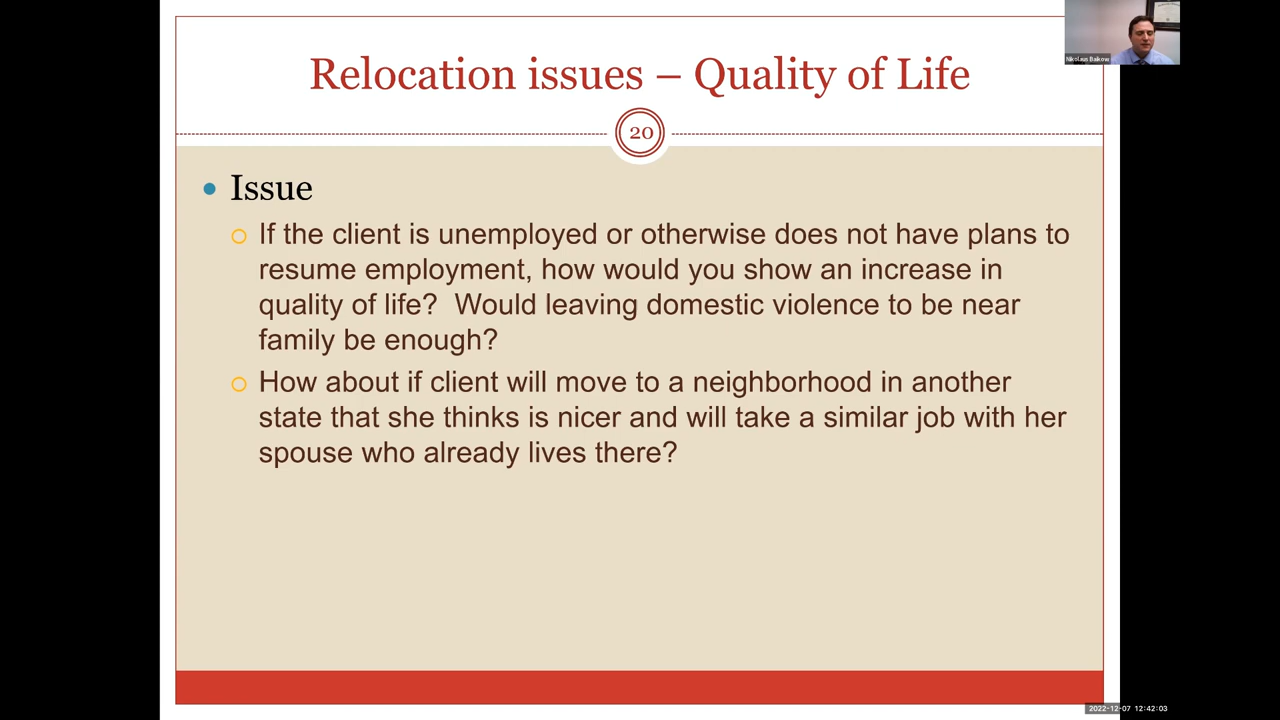 Relocation issues – Quality of Life
20
Issue
If the client is unemployed or otherwise does not have plans to
resume employment, how would you show an increase in
quality of life?  Would leaving domestic violence to be near
family be enough?
How about if client will move to a neighborhood in another
state that she thinks is nicer and will take a similar job with her
spouse who already lives there?
2022-12-07 12:42:03